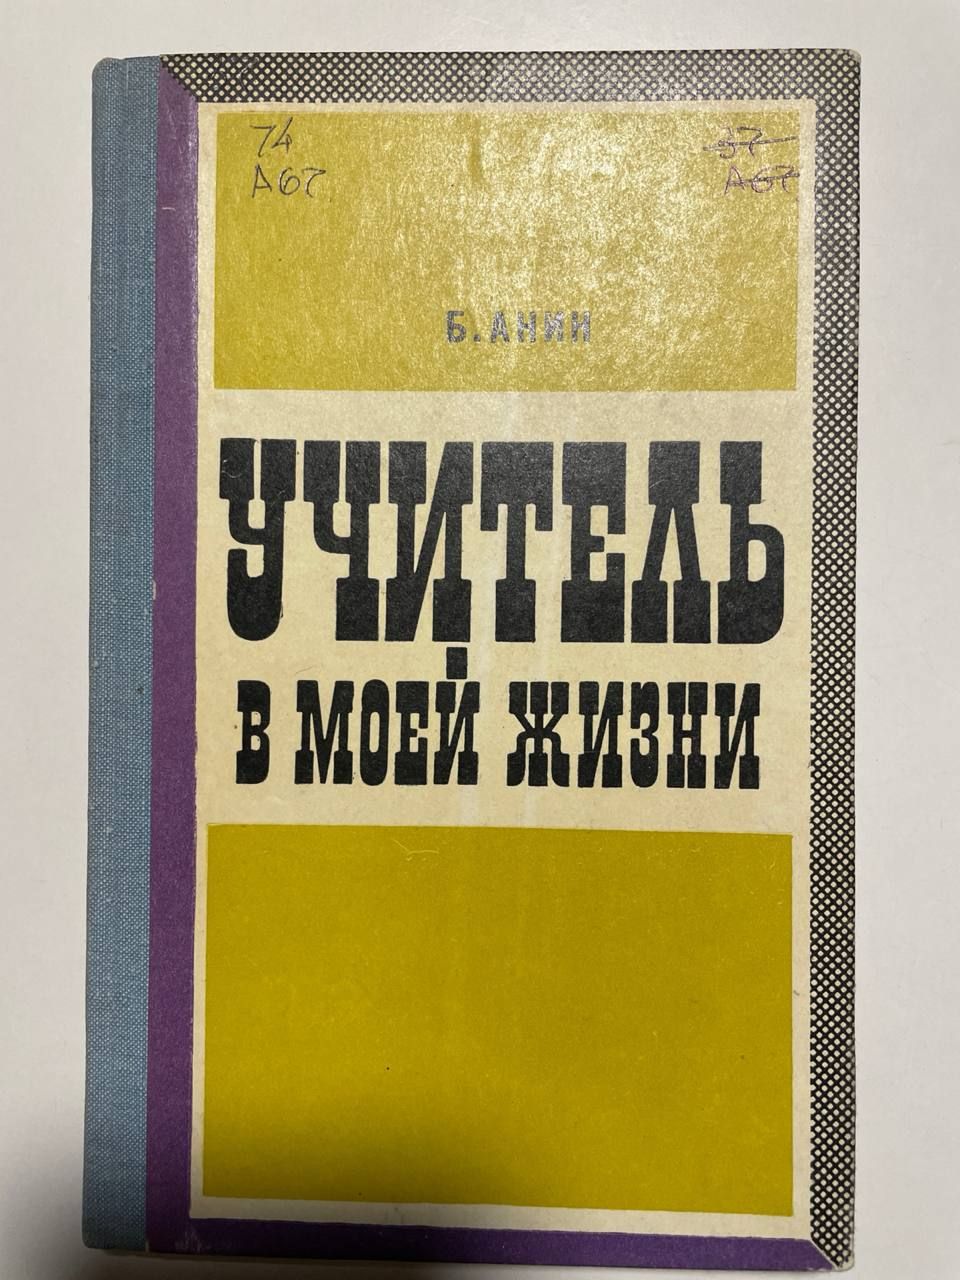 74
А67
37
А67
Б. АНИН
УЧИТЕЛЬ
В МОЕЙ ЖИЗНИ